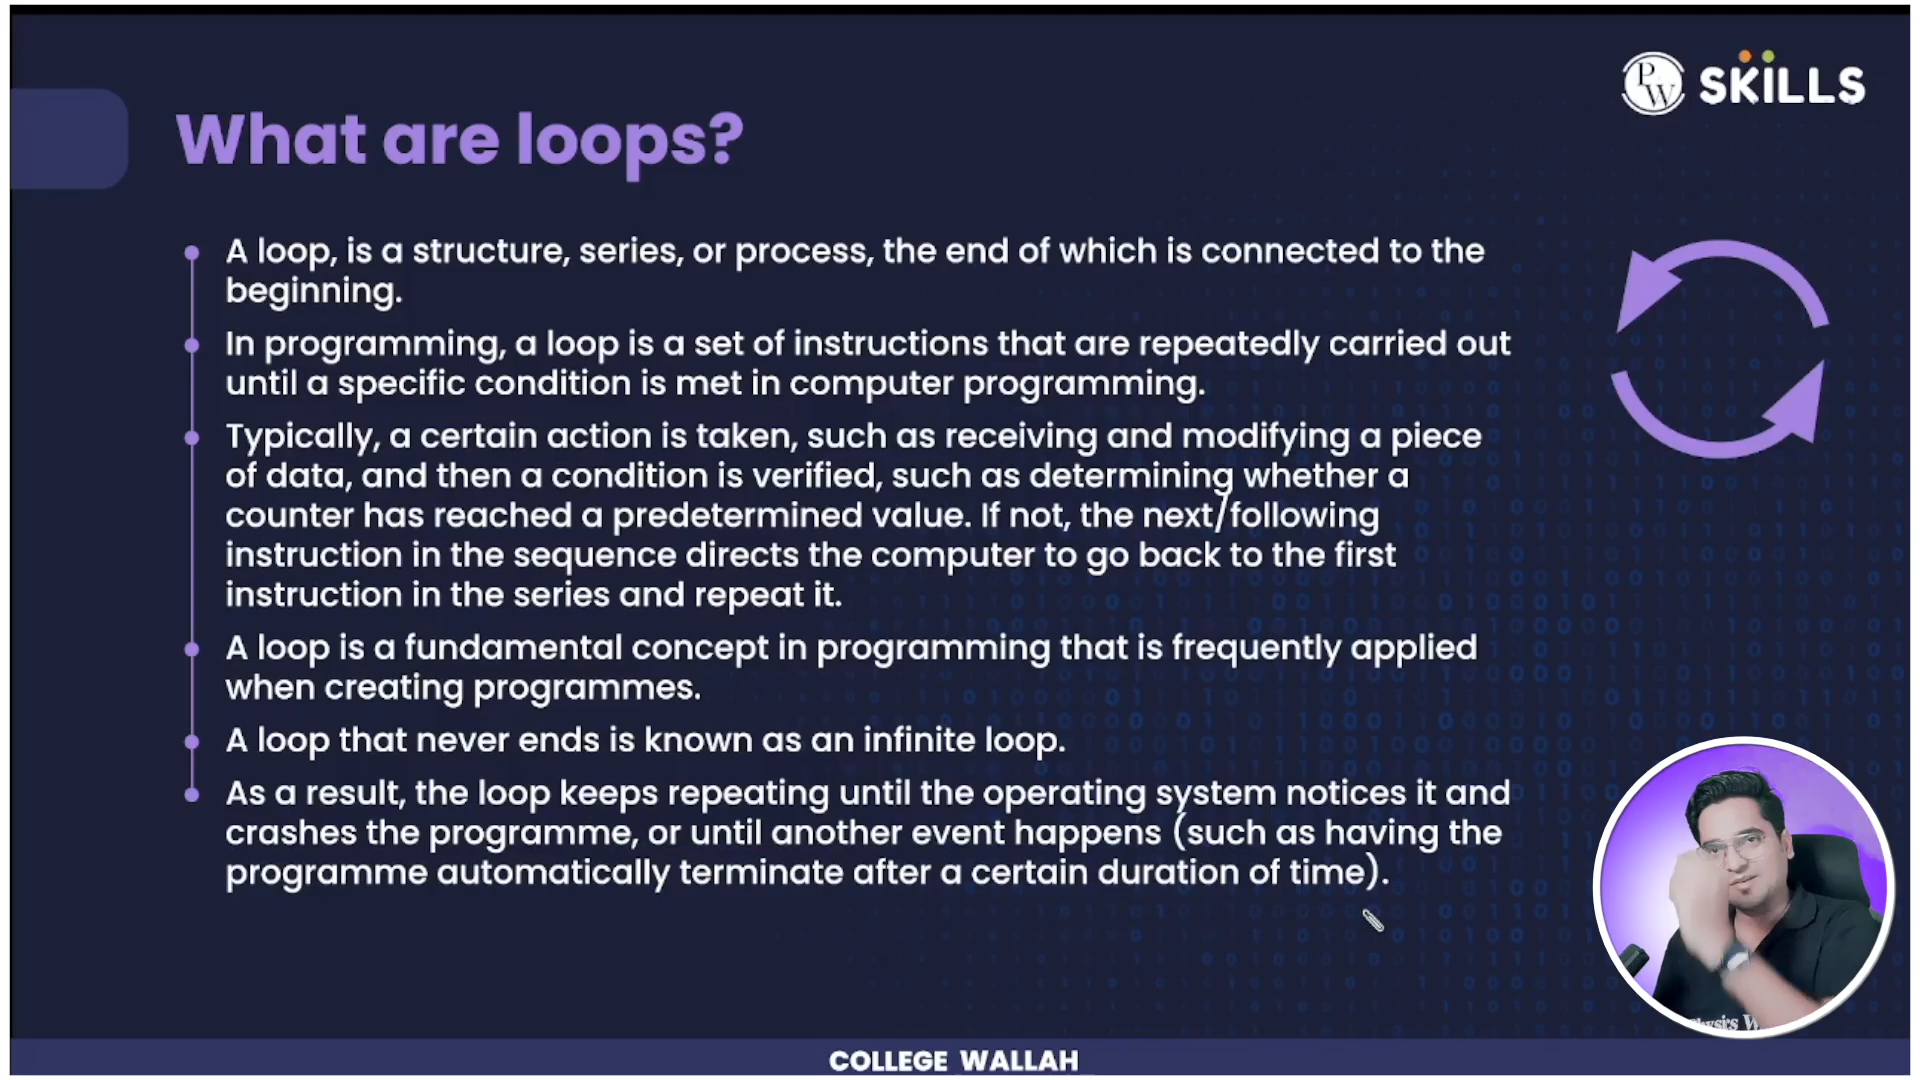 PW SKILLS
What are loops?
A loop, is a structure, series, or process, the end of which is connected to the
beginning.
In programming, a loop is a set of instructions that are repeatedly carried out
until a specific condition is met in computer programming.
Typically, a certain action is taken, such as receiving and modifying a piece
of data, and then a condition is verified, such as determining whether a
counter has reached a predetermined value. If not, the next/following
instruction in the sequence directs the computer to go back to the first
instruction in the series and repeat it.
A loop is a fundamental concept in programming that is frequently applied
when creating programmes.
A loop that never ends is known as an infinite loop.
As a result, the loop keeps repeating until the operating system notices it and
crashes the programme, or until another event happens (such as having the
programme automatically terminate after a certain duration of time).
COLLEGE WALLAH